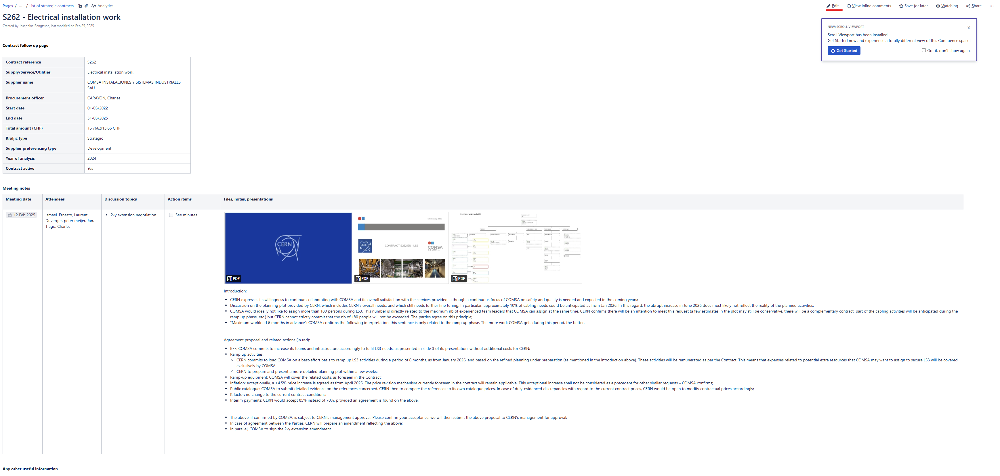 Pages / ... / List of strategic contracts Analytics
Edit View inline comments Save for later Watching Share ...
S262 - Electrical installation work
Created by Josephine Bengtsson, last modified on Feb 25, 2025
NEW: SCROLL VIEWPORT X
Scroll Viewport has been installed.
Get Started now and experience a totally different view of this Confluence space!
Get Started Got it, don't show again.
Contract follow up page
Contract reference S262
Supply/Service/Utilities Electrical installation work
Supplier name COMSA INSTALACIONES Y SISTEMAS INDUSTRIALES
SAU
Procurement officer CARAYON, Charles
Start date 01/03/2022
End date 31/03/2025
Total amount (CHF) 16,766,913.66 CHF
Kraljic type Strategic
Supplier preferencing type Development
Year of analysis 2024
Contract active Yes
Meeting notes
Meeting date Attendees Discussion topics Action items Files, notes, presentations
12 Feb 2025
Ismael, Ernesto, Laurent
Duverger, peter meijer, Jan,
Tiago, Charles
• 2-y extension negotiation
See minutes
CERN
PDF
CERN
CONTRACT S262 EN - LS3
COMSA
PDF
PDF
Introduction:
• CERN expresses its willingness to continue collaborating with COMSA and its overall satisfaction with the services provided, although a continuous focus of COMSA on safety and quality is needed and expected in the coming years;
• Discussion on the planning plot provided by CERN, which includes CERN's overall needs, and which still needs further fine tuning. In particular, approximately 10% of cabling needs could be anticipated as from Jan 2026. In this regard, the abrupt increase in June 2026 does most likely not reflect the reality of the planned activities;
• COMSA would ideally not like to assign more than 180 persons during LS3. This number is directly related to the maximum nb of experienced team leaders that COMSA can assign at the same time. CERN confirms there will be an intention to meet this request (a few estimates in the plot may still be conservative, there will be a complementary contract, part of the cabling activities will be anticipated during the
ramp up phase, etc.) but CERN cannot strictly commit that the nb of 180 people will not be exceeded. The parties agree on this principle;
• "Maximum workload 6 months in advance": COMSA confirms the following interpretation: this sentence is only related to the ramp up phase. The more work COMSA gets during this period, the better.
Agreement proposal and related actions (in red):
• BFF: COMSA commits to increase its teams and infrastructure accordingly to fulfil LS3 needs, as presented in slide 3 of its presentation, without additional costs for CERN;
• Ramp up activities:
◦ CERN commits to load COMSA on a best-effort basis to ramp up LS3 activities during a period of 6 months, as from January 2026, and based on the refined planning under preparation (as mentioned in the introduction above). These activities will be remunerated as per the Contract. This means that expenses related to potential extra resources that COMSA may want to assign to secure LS3 will be covered
exclusively by COMSA.
◦ CERN to prepare and present a more detailed planning plot within a few weeks;
• Ramp-up equipment: COMSA will cover the related costs, as foreseen in the Contract;
• Inflation: exceptionally, a +4.5% price increase is agreed as from April 2025. The price revision mechanism currently foreseen in the contract will remain applicable. This exceptional increase shall not be considered as a precedent for other similar requests – COMSA confirms;
• Public catalogue: COMSA to submit detailed evidence on the references concerned. CERN then to compare the references to its own catalogue prices. In case of duly-evidenced discrepancies with regard to the current contract prices, CERN would be open to modify contractual prices accordingly;
• K factor: no change to the current contract conditions;
• Interim payments: CERN would accept 85% instead of 70%, provided an agreement is found on the above.
• The above, if confirmed by COMSA, is subject to CERN's management approval. Please confirm your acceptance, we will then submit the above proposal to CERN's management for approval;
• In case of agreement between the Parties, CERN will prepare an amendment reflecting the above;
• In parallel, COMSA to sign the 2-y extension amendment.
Any other useful information